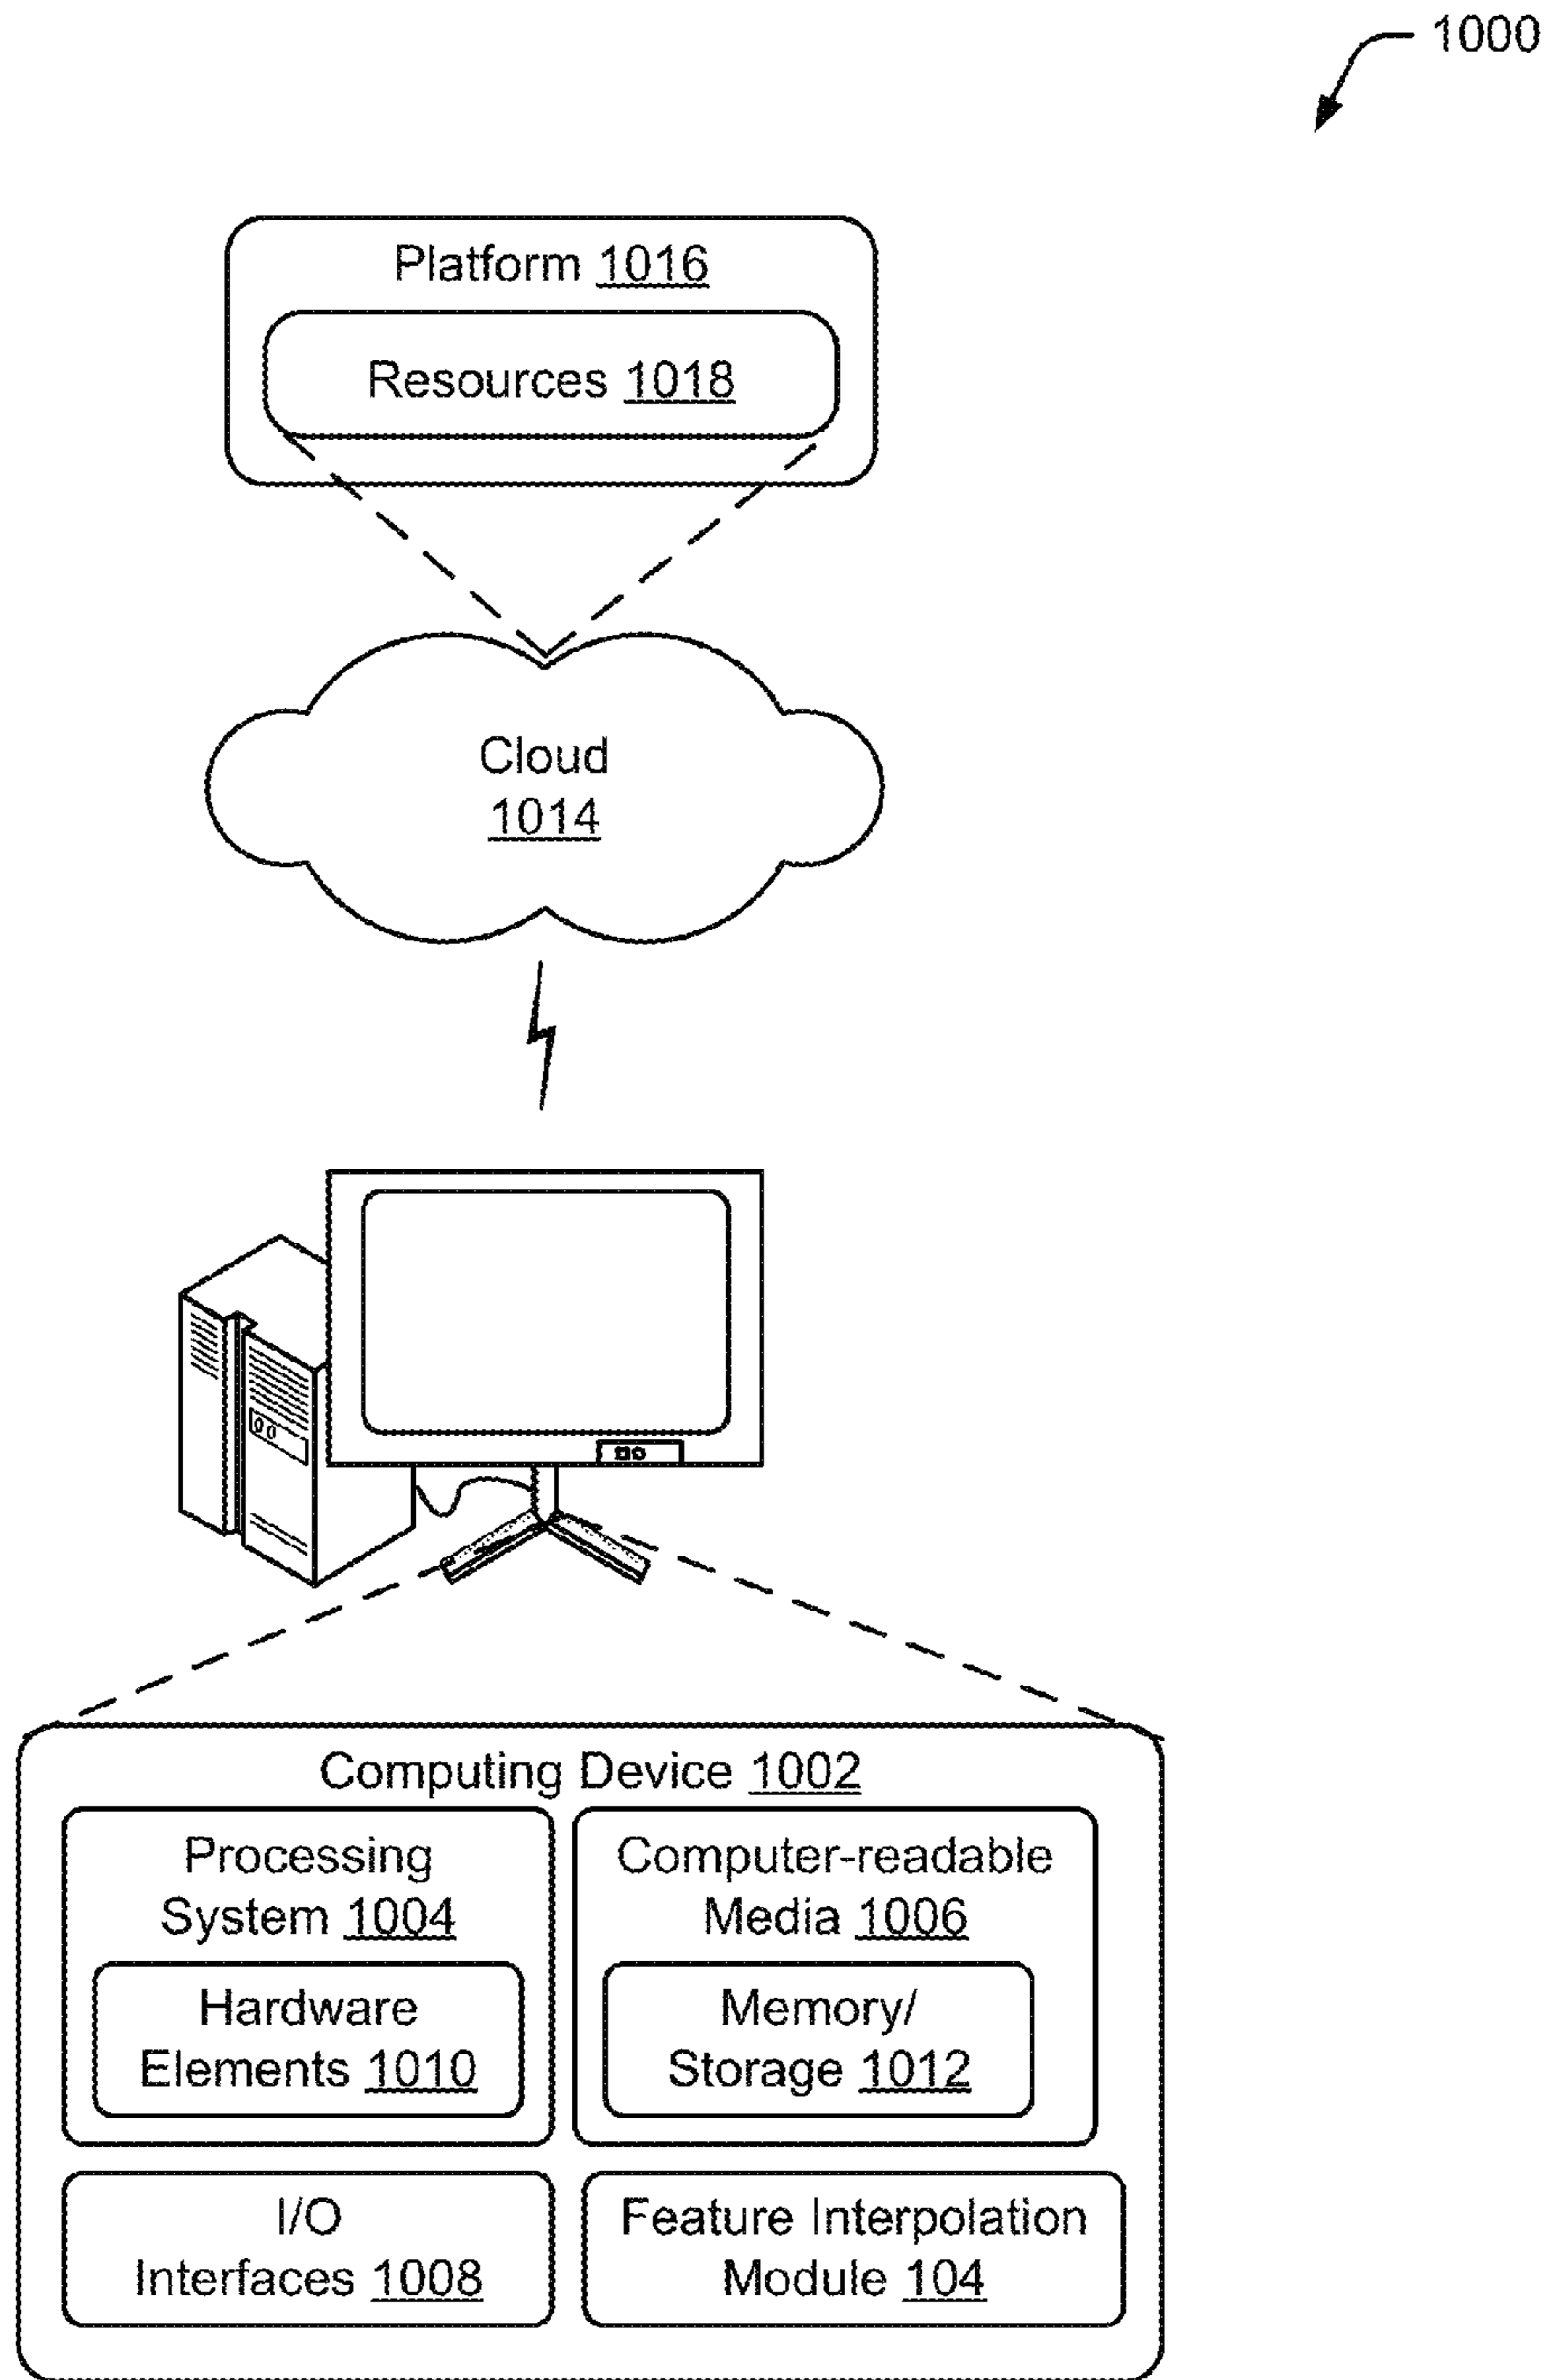 1000
Platform 1016
Resources 1018
Cloud
1014
Computing Device 1002
Processing
System 1004
Hardware
Elements 1010
Computer-readable
Media 1006
Memory/
Storage 1012
I/O
Interfaces 1008
Feature Interpolation
Module 104